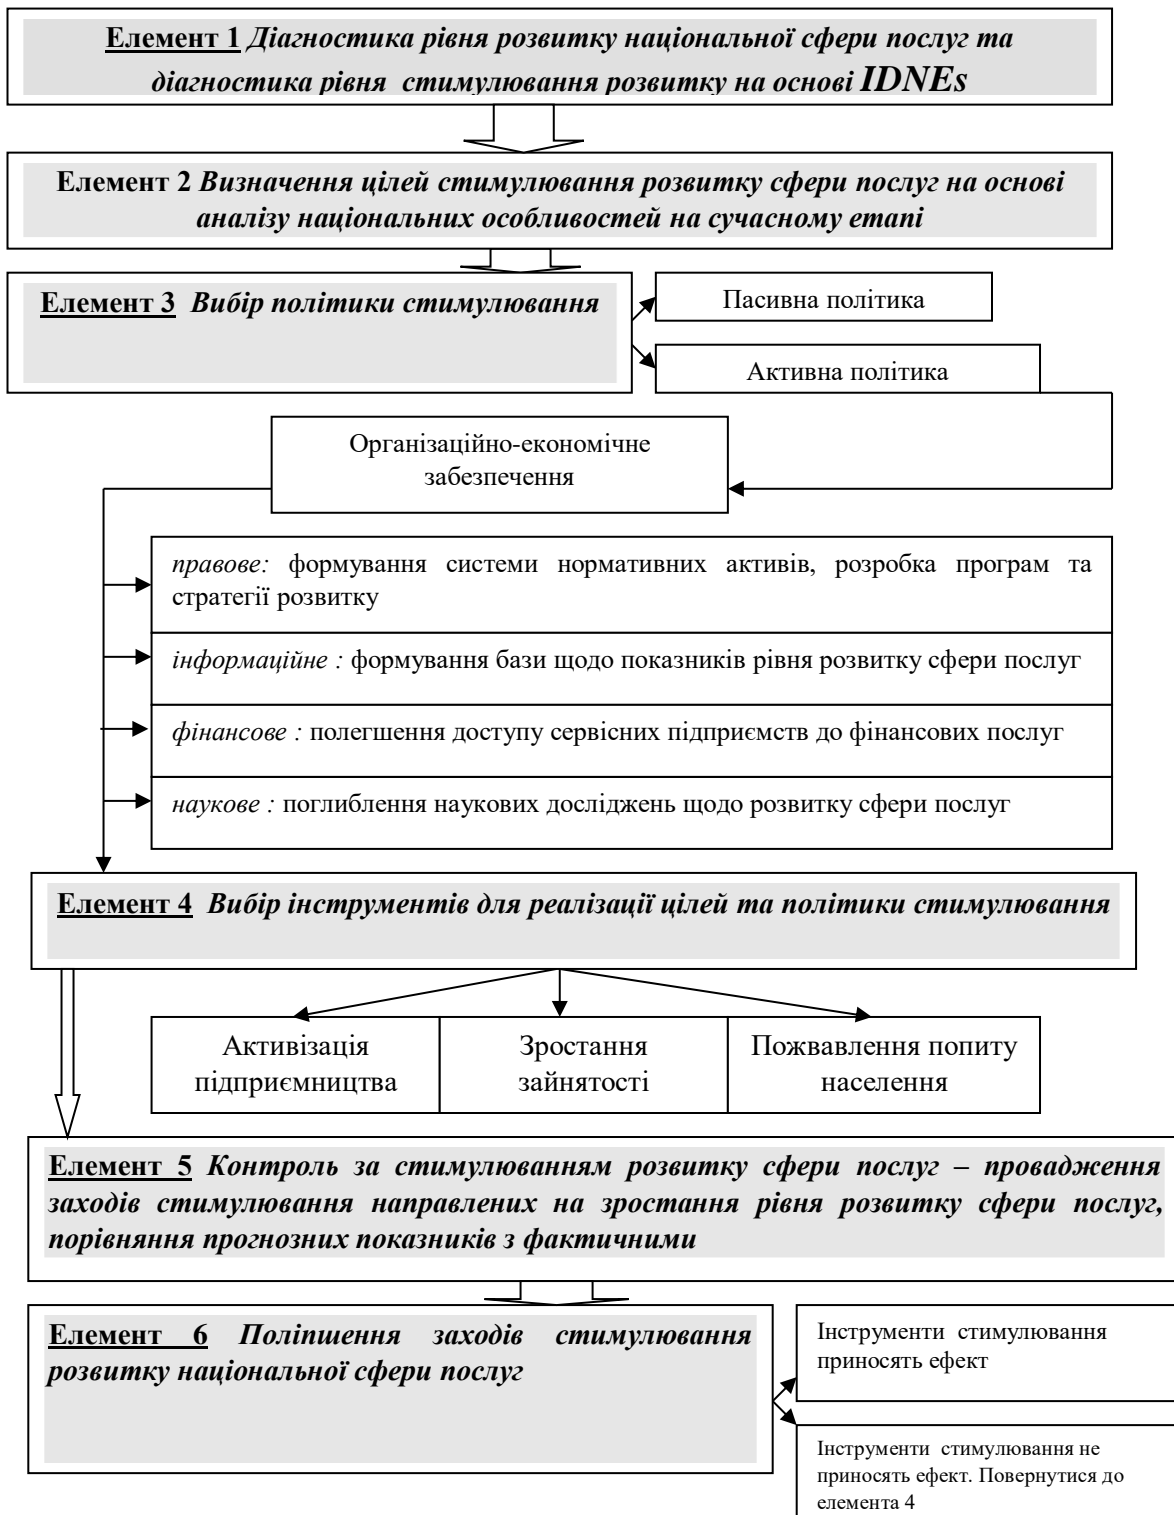 Елемент 1 Діагностика рівня розвитку національної сфери послуг та
діагностика рівня стимулювання розвитку на основі IDNEs
Елемент 2 Визначення цілей стимулювання розвитку сфери послуг на основі
аналізу національних особливостей на сучасному етапі
Елемент 3 Вибір політики стимулювання
Пасивна політика
Активна політика
Організаційно-економічне
забезпечення
правове: формування системи нормативних активів, розробка програм та
стратегії розвитку
інформаційне : формування бази щодо показників рівня розвитку сфери послуг
фінансове : полегшення доступу сервісних підприємств до фінансових послуг
наукове : поглиблення наукових досліджень щодо розвитку сфери послуг
Елемент 4 Вибір інструментів для реалізації цілей та політики стимулювання
Активізація
підприємництва
Зростання
зайнятості
Пожвавлення попиту
населення
Елемент 5 Контроль за стимулюванням розвитку сфери послуг – провадження
заходів стимулювання направлених на зростання рівня розвитку сфери послуг,
порівняння прогнозних показників з фактичними
Елемент 6 Поліпшення заходів стимулювання
розвитку національної сфери послуг
Інструменти стимулювання
приносять ефект
Інструменти стимулювання не
приносять ефект. Повернутися до
елемента 4